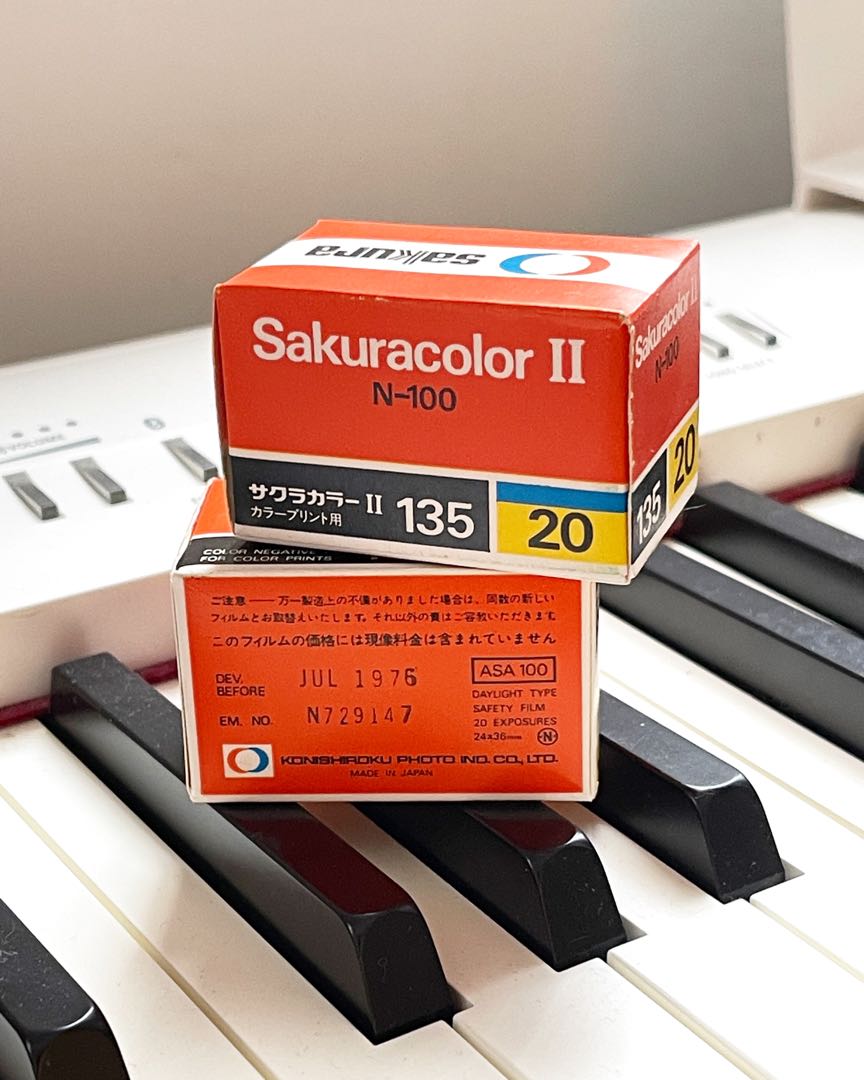 sakura
Sakuracolor II
N-100
サクラカラー II
カラープリント用
135
20
Sakuracolor II
N-100
135
20
COLOR NEGATIVE
FOR COLOR PRINTS
ご注意——万一製造上の不備がありました場合は、同数の新しい
フィルムとお取替えいたします。それ以外の責はご容赦いただきます
このフィルムの価格には現像料金は含まれていません
DEV.
BEFORE
JUL 1976
EM. NO.
N729147
ASA 100
DAYLIGHT TYPE
SAFETY FILM
20 EXPOSURES
24x36mm
N
KONISHIROKU PHOTO IND. CO., LTD.
MADE IN JAPAN
VOLUME